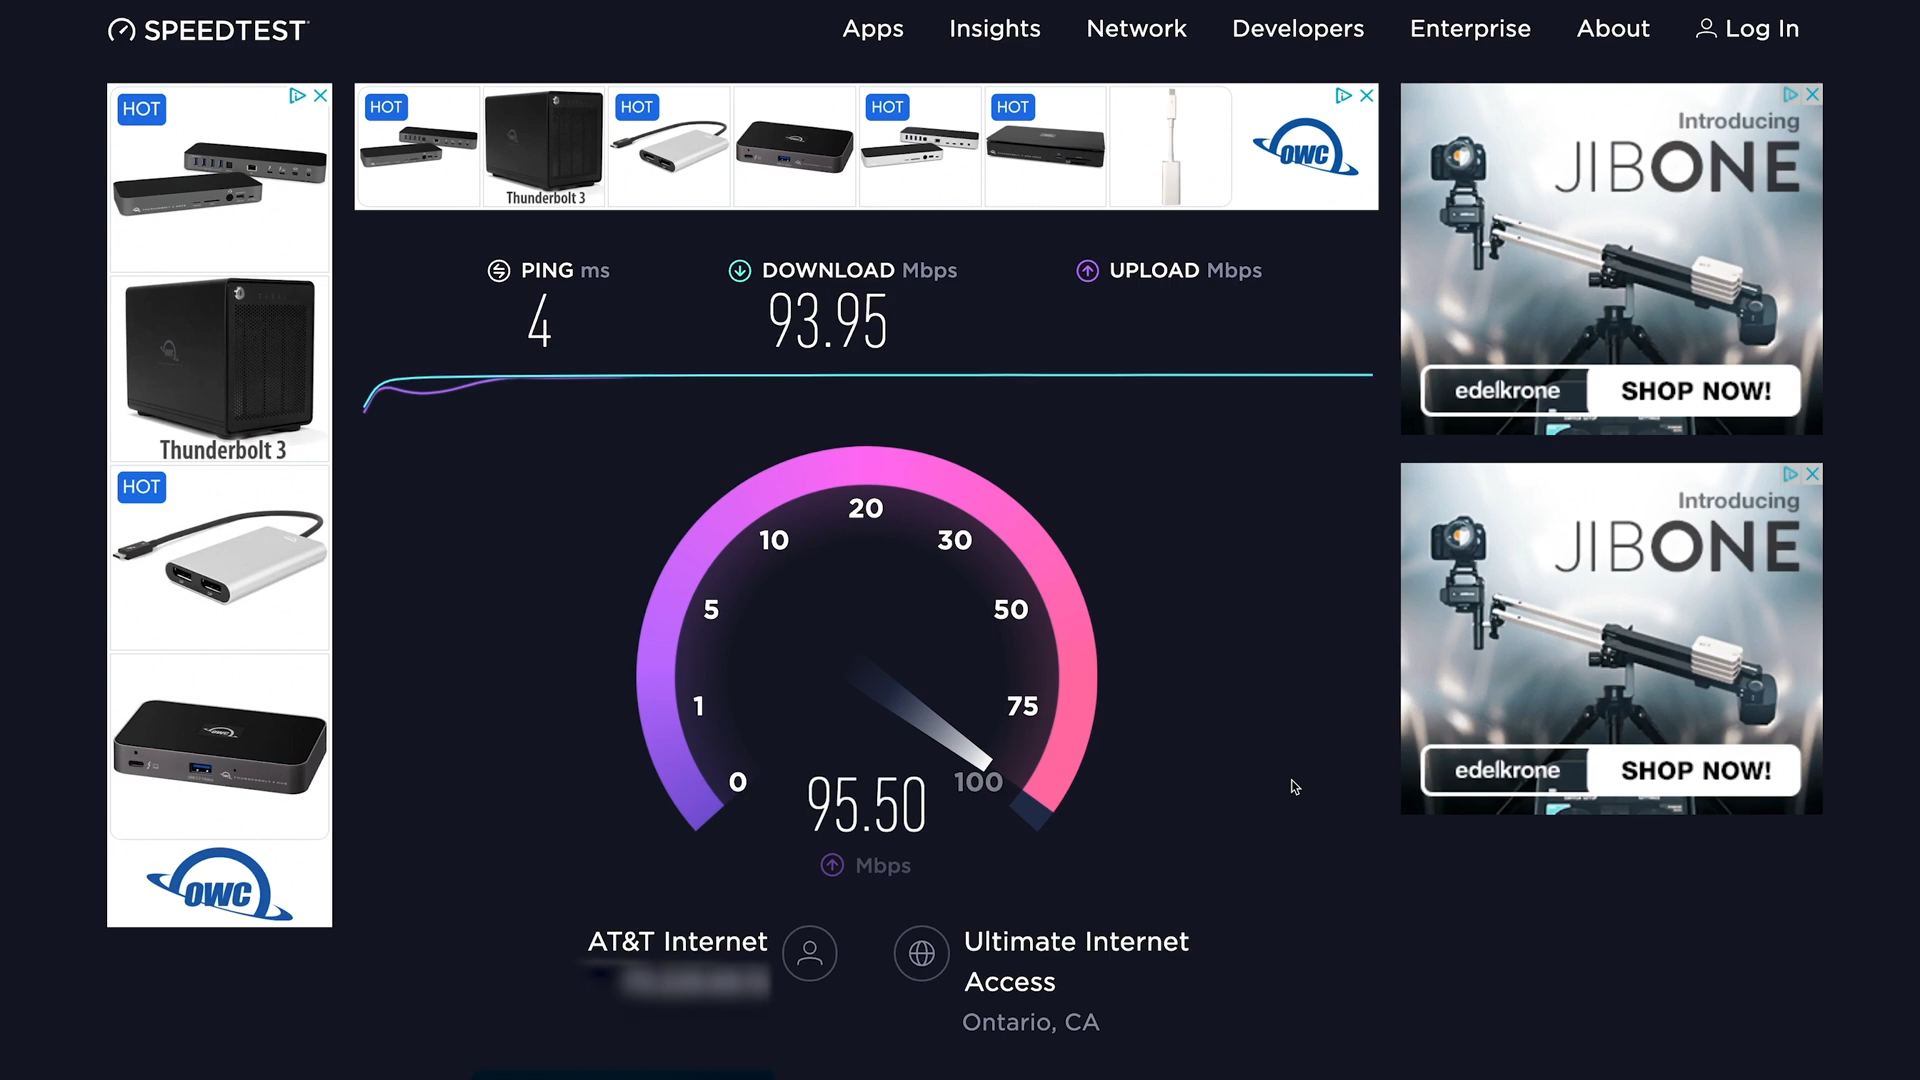 SPEEDTEST
Apps Insights Network Developers Enterprise About Log In
HOT
Thunderbolt 3
HOT
OWC
HOT
Thunderbolt 3
HOT
HOT
HOT
OWC
PING ms
4
DOWNLOAD Mbps
93.95
UPLOAD Mbps
0
1
5
10
20
30
50
75
100
95.50
Mbps
AT&T Internet
Ultimate Internet
Access
Ontario, CA
Introducing
JIBONE
edelkrone SHOP NOW!
Introducing
JIBONE
edelkrone SHOP NOW!